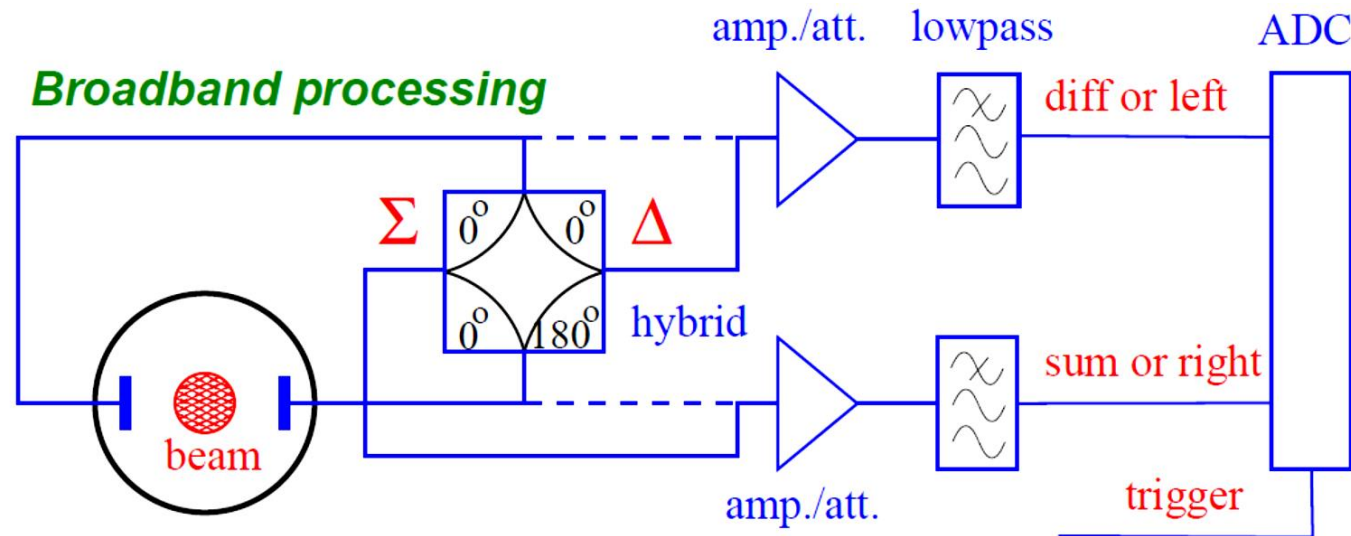 amp./att.
lowpass
ADC
Broadband processing
diff or left
Σ
0°
0°
Δ
0°
180°
hybrid
sum or right
beam
trigger
amp./att.